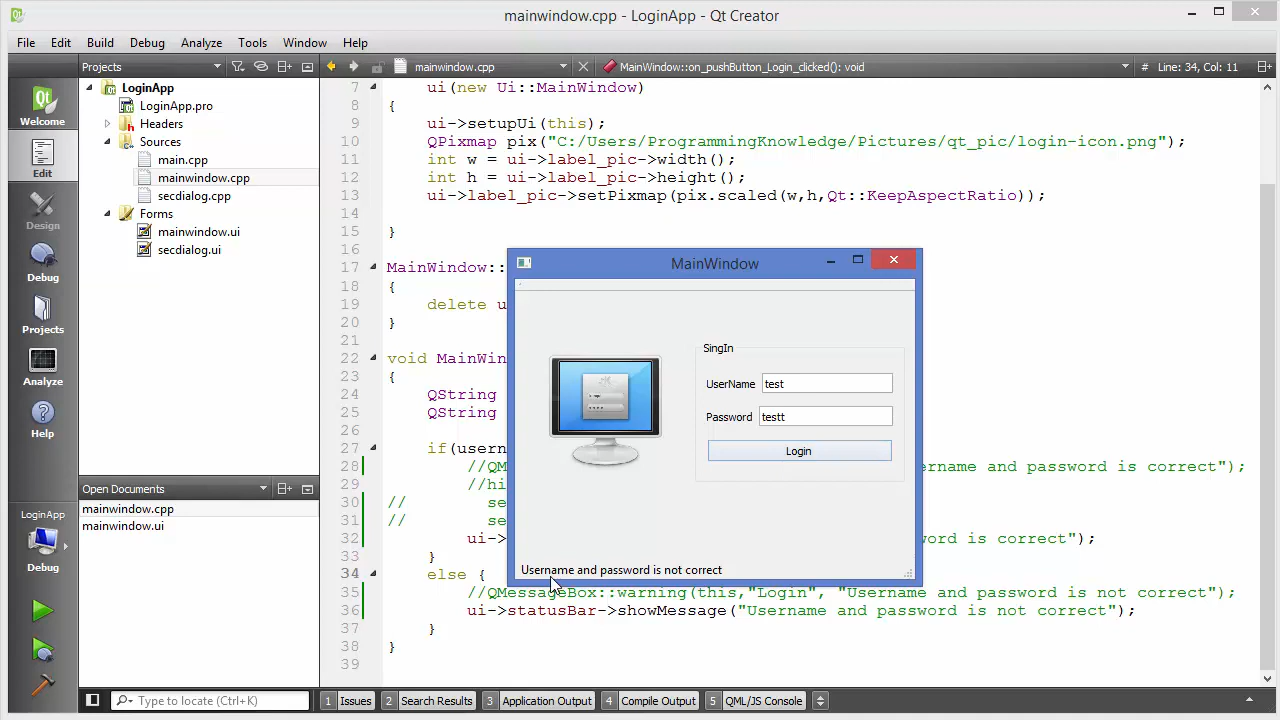 mainwindow.cpp - LoginApp - Qt Creator
File Edit Build Debug Analyze Tools Window Help
Projects
mainwindow.cpp
MainWindow::on_pushButton_Login_clicked(): void
# Line: 34, Col: 11
Welcome
Edit
Design
Debug
Projects
Analyze
Help
LoginApp
Debug
LoginApp
LoginApp.pro
Headers
Sources
main.cpp
mainwindow.cpp
secdialog.cpp
Forms
mainwindow.ui
secdialog.ui
Open Documents
mainwindow.cpp
mainwindow.ui
7 ui(new Ui::MainWindow)
8 {
9 ui->setupUi(this);
10 QPixmap pix("C:/Users/ProgrammingKnowledge/Pictures/qt_pic/login-icon.png");
11 int w = ui->label_pic->width();
12 int h = ui->label_pic->height();
13 ui->label_pic->setPixmap(pix.scaled(w,h,Qt::KeepAspectRatio));
14
15 }
16
17 MainWindow::
18 {
19 delete u
20 }
21
22 void MainWin
23 {
24 QString
25 QString
26
27 if(usern
28 //QM ername and password is correct");
29 //hi
30 // se
31 // se
32 ui-> word is correct");
33 }
34 else {
35 //QMessageBox::warning(this,"Login", "Username and password is not correct");
36 ui->statusBar->showMessage("Username and password is not correct");
37 }
38 }
39
MainWindow
SingIn
UserName test
Password testt
Login
Username and password is not correct
Type to locate (Ctrl+K)
1 Issues 2 Search Results 3 Application Output 4 Compile Output 5 QML/JS Console